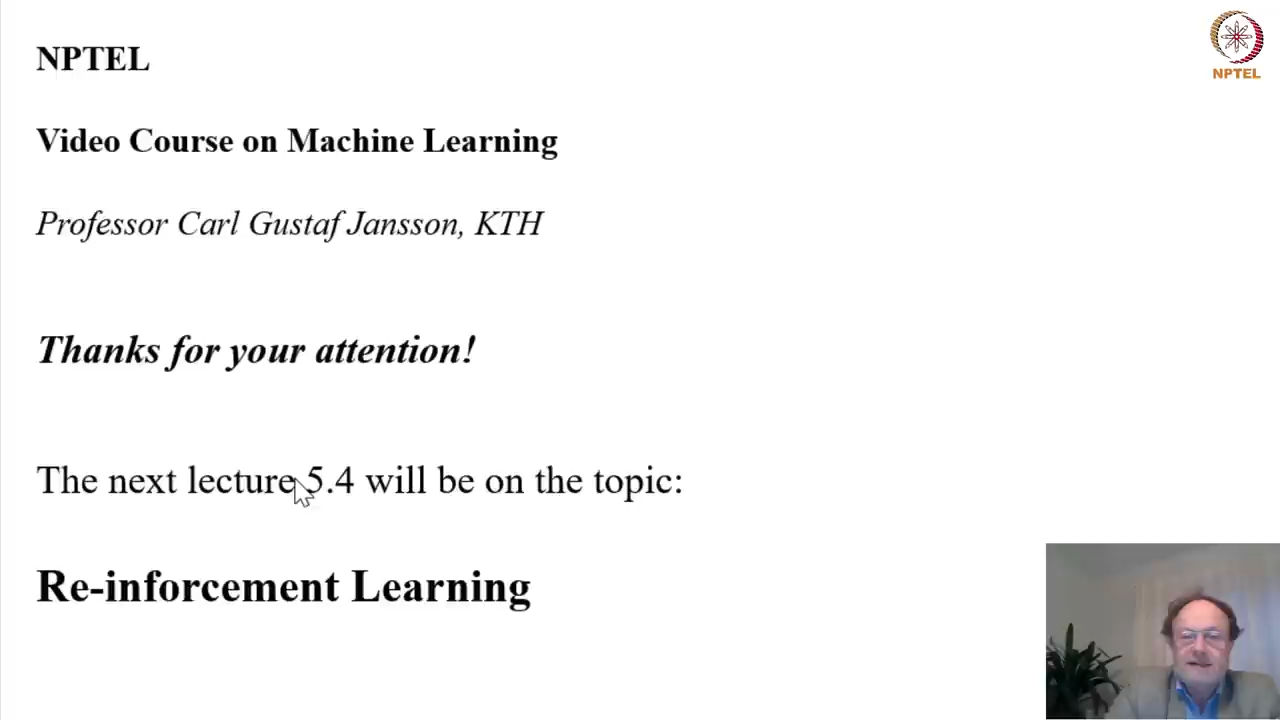 NPTEL
NPTEL
Video Course on Machine Learning
Professor Carl Gustaf Jansson, KTH
Thanks for your attention!
The next lecture 5.4 will be on the topic:
Re-inforcement Learning